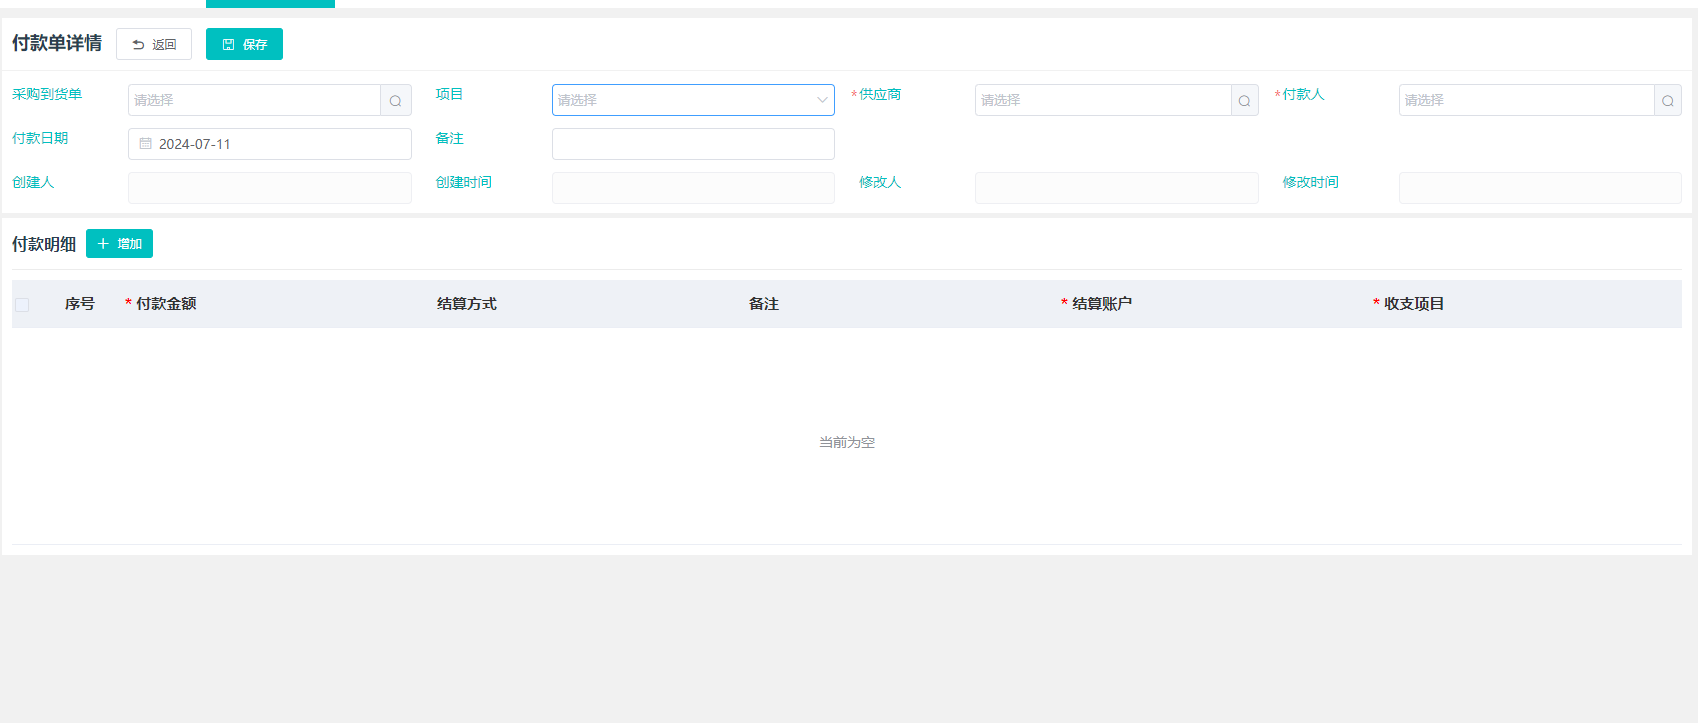 付款单详情 返回 保存
采购到货单 请选择 项目 请选择 *供应商 请选择 *付款人 请选择
付款日期 2024-07-11 备注
创建人 创建时间 修改人 修改时间
付款明细 增加
序号 * 付款金额 结算方式 备注 * 结算账户 * 收支项目
当前为空